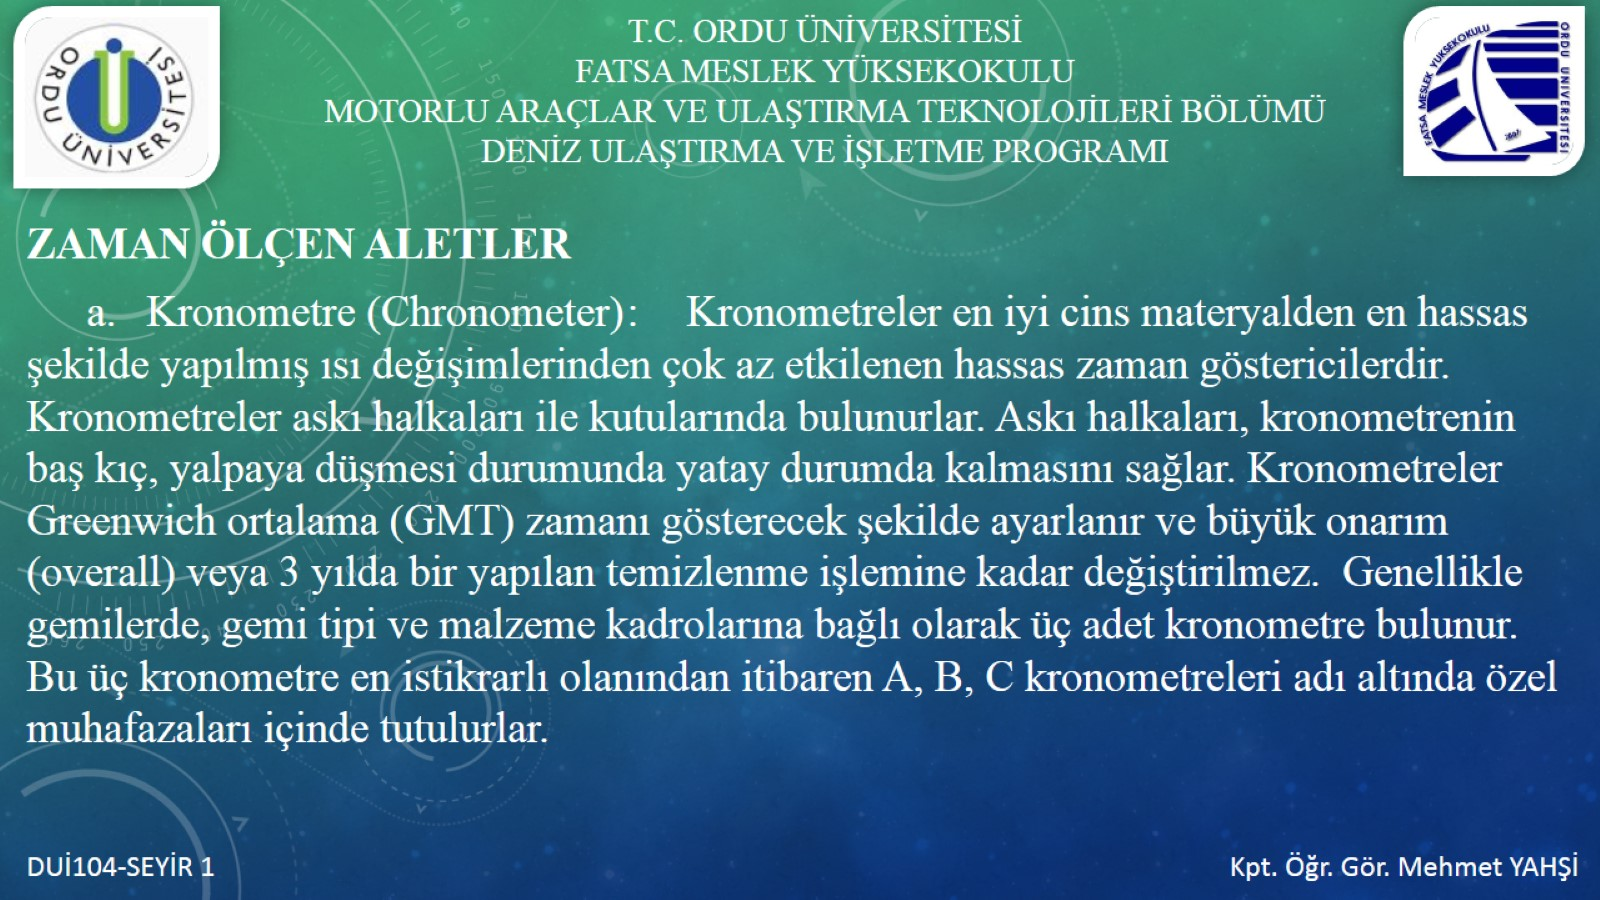 T.C. ORDU ÜNİVERSİTESİ
FATSA MESLEK YÜKSEKOKULU
MOTORLU ARAÇLAR VE ULAŞTIRMA TEKNOLOJİLERİ BÖLÜMÜ
DENİZ ULAŞTIRMA VE İŞLETME PROGRAMI
ORDU ÜNİVERSİTESİ
FATSA MESLEK YUKSEKOKULU
ORDU UNIVERSITESI
ZAMAN ÖLÇEN ALETLER
a. Kronometre (Chronometer): Kronometreler en iyi cins materyalden en hassas
şekilde yapılmış ısı değişimlerinden çok az etkilenen hassas zaman göstericilerdir.
Kronometreler askı halkaları ile kutularında bulunurlar. Askı halkaları, kronometrenin
baş kıç, yalpaya düşmesi durumunda yatay durumda kalmasını sağlar. Kronometreler
Greenwich ortalama (GMT) zamanı gösterecek şekilde ayarlanır ve büyük onarım
(overall) veya 3 yılda bir yapılan temizlenme işlemine kadar değiştirilmez. Genellikle
gemilerde, gemi tipi ve malzeme kadrolarına bağlı olarak üç adet kronometre bulunur.
Bu üç kronometre en istikrarlı olanından itibaren A, B, C kronometreleri adı altında özel
muhafazaları içinde tutulurlar.
DUİ104-SEYİR 1
Kpt. Öğr. Gör. Mehmet YAHŞİ